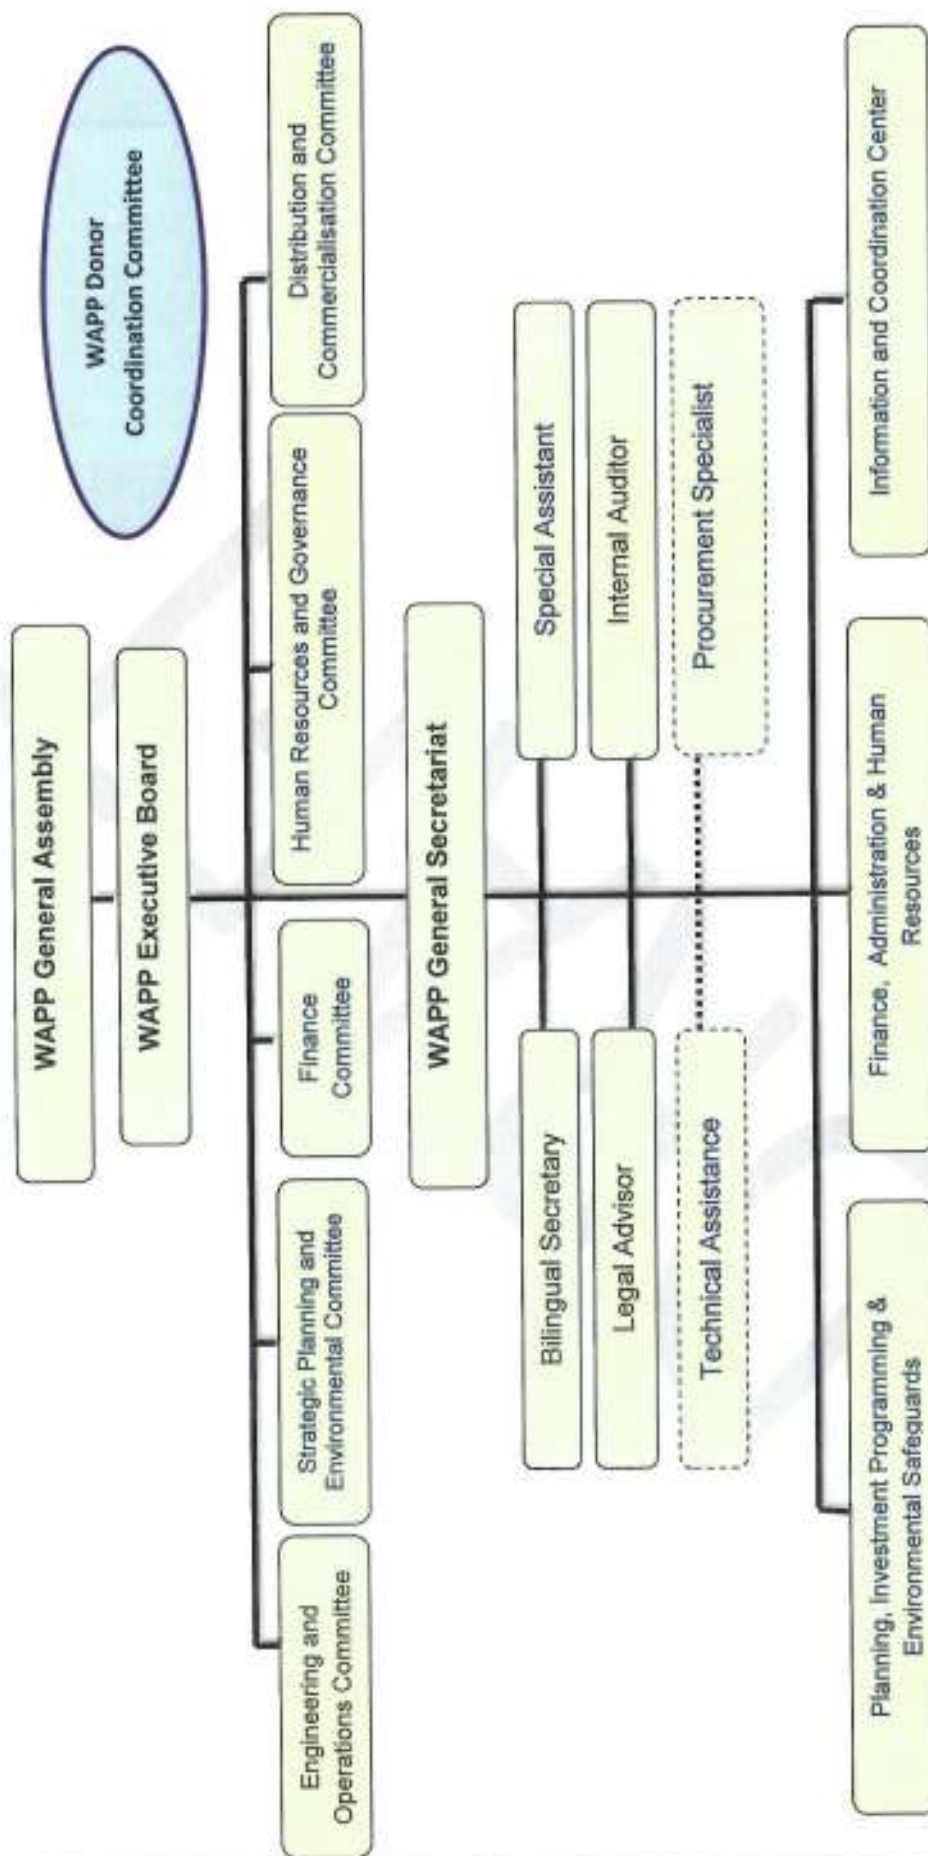 WAPP General Assembly
WAPP Donor
Coordination Committee
WAPP Executive Board
Engineering and
Operations Committee
Strategic Planning and
Environmental Committee
Finance
Committee
Human Resources and Governance
Committee
Distribution and
Commercialisation Committee
WAPP General Secretariat
Bilingual Secretary
Special Assistant
Legal Advisor
Internal Auditor
Technical Assistance
Procurement Specialist
Planning, Investment Programming &
Environmental Safeguards
Finance, Administration & Human
Resources
Information and Coordination Center